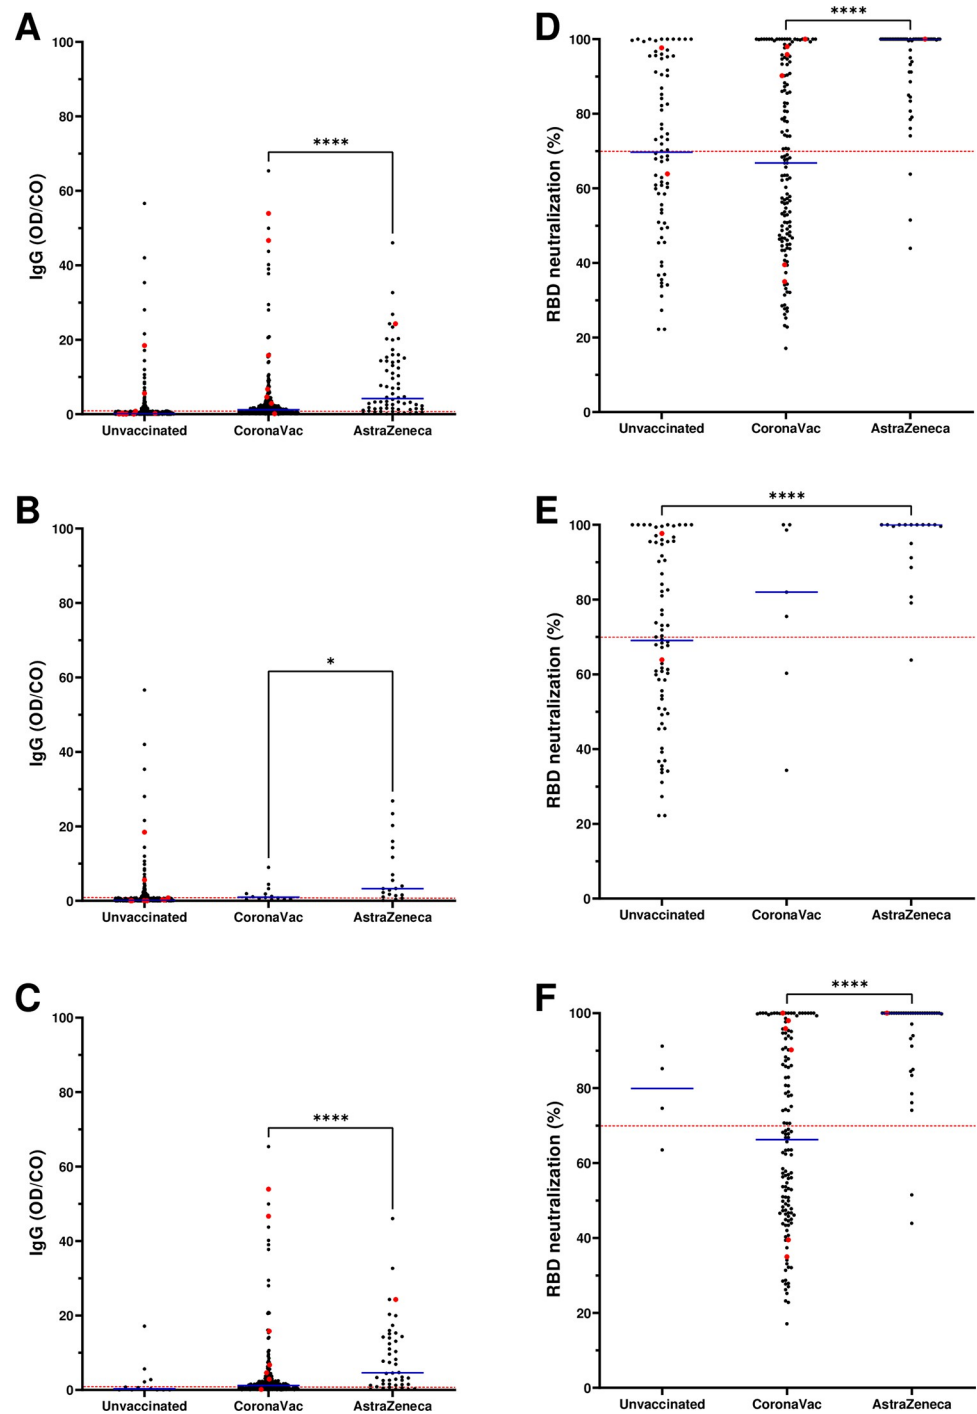 A
IgG (OD/CO)
100
80
60
40
20
0
****
Unvaccinated CoronaVac AstraZeneca
D
RBD neutralization (%)
100
80
60
40
20
0
****
Unvaccinated CoronaVac AstraZeneca
B
IgG (OD/CO)
100
80
60
40
20
0
*
Unvaccinated CoronaVac AstraZeneca
E
RBD neutralization (%)
100
80
60
40
20
0
****
Unvaccinated CoronaVac AstraZeneca
C
IgG (OD/CO)
100
80
60
40
20
0
****
Unvaccinated CoronaVac AstraZeneca
F
RBD neutralization (%)
100
80
60
40
20
0
****
Unvaccinated CoronaVac AstraZeneca